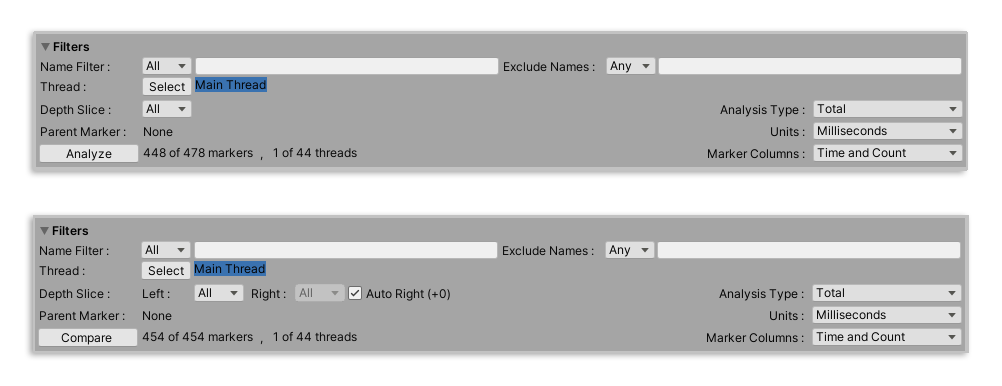 Filters
Name Filter : All Exclude Names : Any
Thread : Select Main Thread
Depth Slice : All Analysis Type : Total
Parent Marker : None Units : Milliseconds
Analyze 448 of 478 markers , 1 of 44 threads Marker Columns : Time and Count
Filters
Name Filter : All Exclude Names : Any
Thread : Select Main Thread
Depth Slice : Left : All Right : All Auto Right (+0) Analysis Type : Total
Parent Marker : None Units : Milliseconds
Compare 454 of 454 markers , 1 of 44 threads Marker Columns : Time and Count